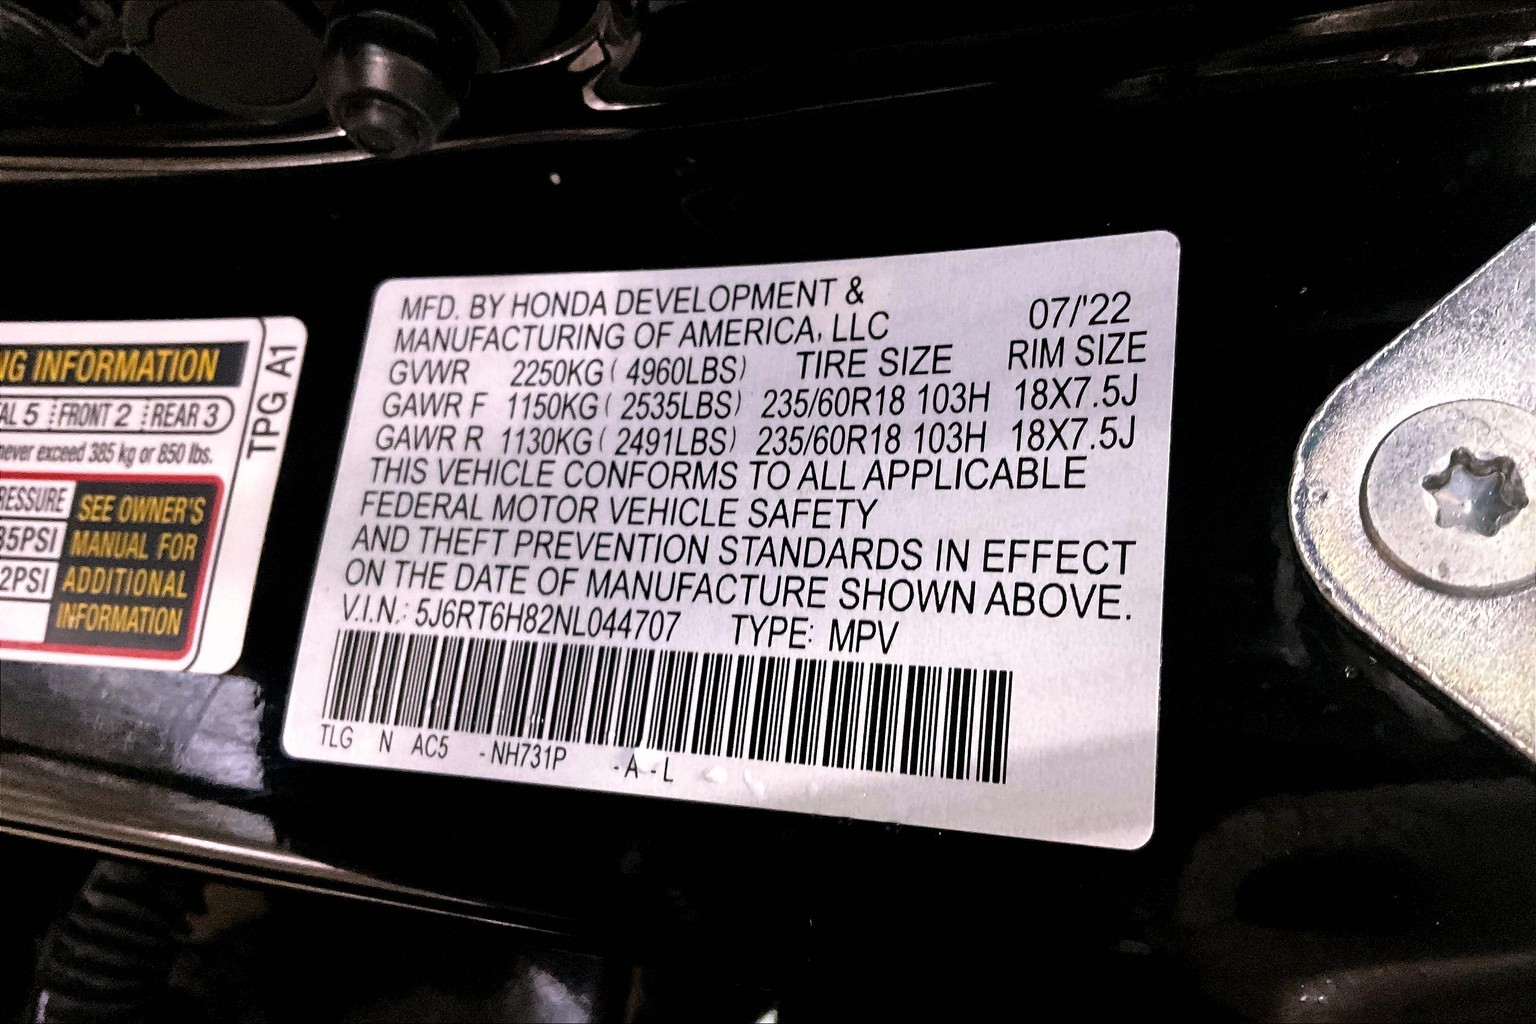 NG INFORMATION
AL 5 FRONT 2 REAR 3
never exceed 385 kg or 850 lbs.
RESSURE
35PSI
2PSI
SEE OWNER'S
MANUAL FOR
ADDITIONAL
INFORMATION
TPG A1
MFD. BY HONDA DEVELOPMENT &
MANUFACTURING OF AMERICA, LLC 07/'22
GVWR 2250KG ( 4960LBS) TIRE SIZE RIM SIZE
GAWR F 1150KG ( 2535LBS) 235/60R18 103H 18X7.5J
GAWR R 1130KG ( 2491LBS) 235/60R18 103H 18X7.5J
THIS VEHICLE CONFORMS TO ALL APPLICABLE
FEDERAL MOTOR VEHICLE SAFETY
AND THEFT PREVENTION STANDARDS IN EFFECT
ON THE DATE OF MANUFACTURE SHOWN ABOVE.
V.I.N.: 5J6RT6H82NL044707 TYPE: MPV
TLG N AC5 -NH731P -A -L